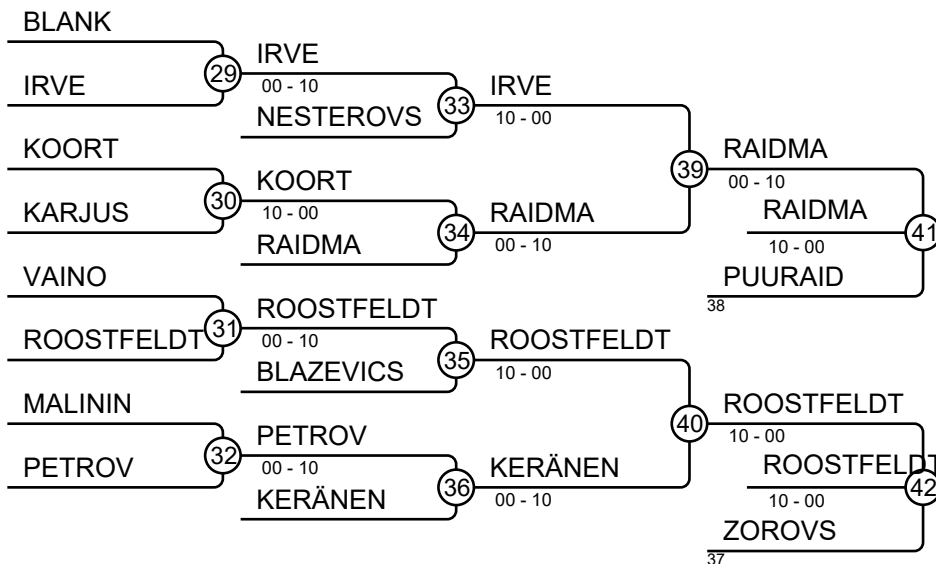 BLANK
29
IRVE
00 - 10
IRVE
NESTEROVS
33
IRVE
10 - 00
KOORT
30
KOORT
10 - 00
KARJUS
RAIDMA
34
RAIDMA
00 - 10
39
RAIDMA
00 - 10
RAIDMA
10 - 00
41
PUURAID
38
VAINO
31
ROOSTFELDT
00 - 10
ROOSTFELDT
BLAZEVICS
35
ROOSTFELDT
10 - 00
MALININ
32
PETROV
00 - 10
PETROV
KERÄNEN
36
KERÄNEN
00 - 10
40
ROOSTFELDT
10 - 00
ROOSTFELDT
10 - 00
42
ZOROVS
37